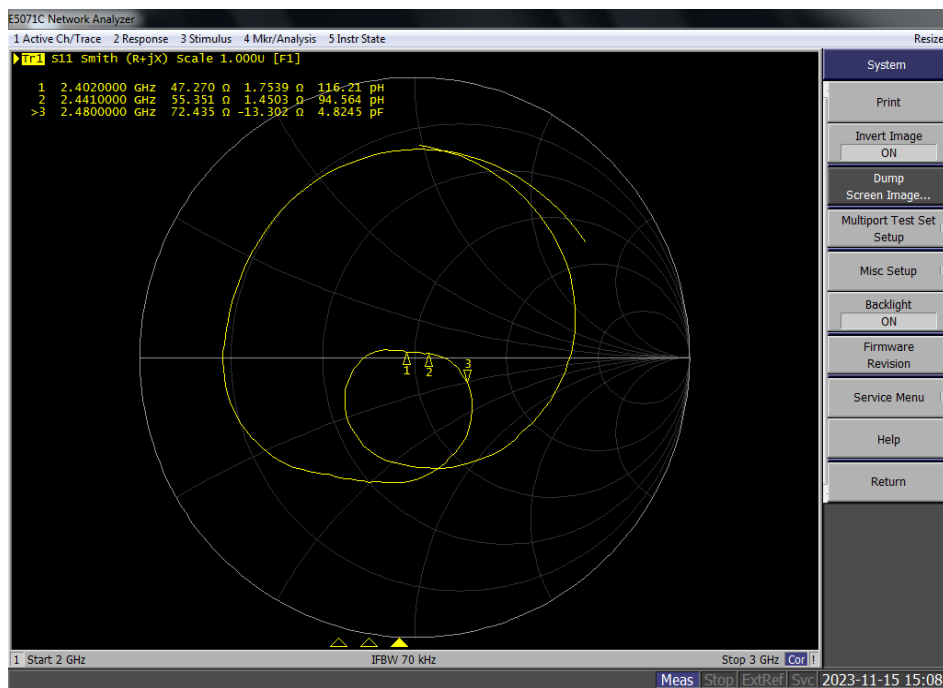 E5071C Network Analyzer
1 Active Ch/Trace 2 Response 3 Stimulus 4 Mkr/Analysis 5 Instr State Resize
Tr1 S11 Smith (R+jX) Scale 1.000U [F1]
1 2.4020000 GHz 47.270 Ω 1.7539 Ω 116.21 pH
2 2.4410000 GHz 55.351 Ω 1.4503 Ω 94.564 pH
>3 2.4800000 GHz 72.435 Ω -13.302 Ω 4.8245 pF
1
2
3
System
Print
Invert Image
ON
Dump
Screen Image...
Multiport Test Set
Setup
Misc Setup
Backlight
ON
Firmware
Revision
Service Menu
Help
Return
1 Start 2 GHz IFBW 70 kHz Stop 3 GHz Cor !
Meas Stop ExtRef Svc 2023-11-15 15:08